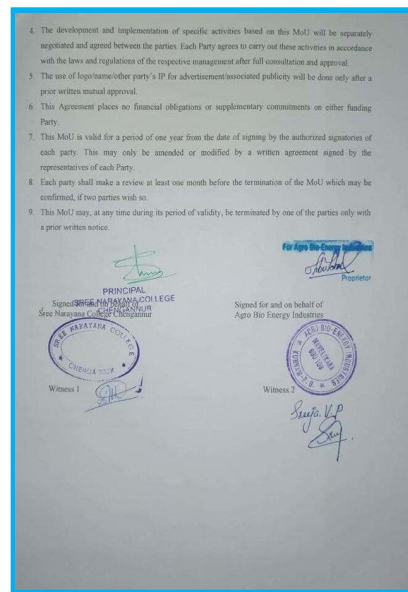 4. The development and implementation of specific activities based on this MoU will be separately
negotiated and agreed between the parties. Each Party agrees to carry out these activities in accordance
with the laws and regulations of the respective management after full consultation and approval.
5. The use of logo/name/other party's IP for advertisement/associated publicity will be done only after a
prior written mutual approval.
6. This Agreement places no financial obligations or supplementary commitments on either funding
Party.
7. This MoU is valid for a period of one year from the date of signing by the authorized signatories of
each party. This may only be amended or modified by a written agreement signed by the
representatives of each Party.
8. Each party shall make a review at least one month before the termination of the MoU which may be
confirmed, if two parties wish so.
9. This MoU may, at any time during its period of validity, be terminated by one of the parties only with
a prior written notice.
For Agro Bio-Energy Industries
Proprietor
PRINCIPAL
SREE NARAYANA COLLEGE
CHENGANNUR
Signed for and on behalf of
Sree Narayana College Chengannur
Signed for and on behalf of
Agro Bio Energy Industries
SREE NARAYANA COLLEGE
AGRO BIO-ENERGY INDUSTRIES
Witness 1
Witness 2
Sreeja. V. P